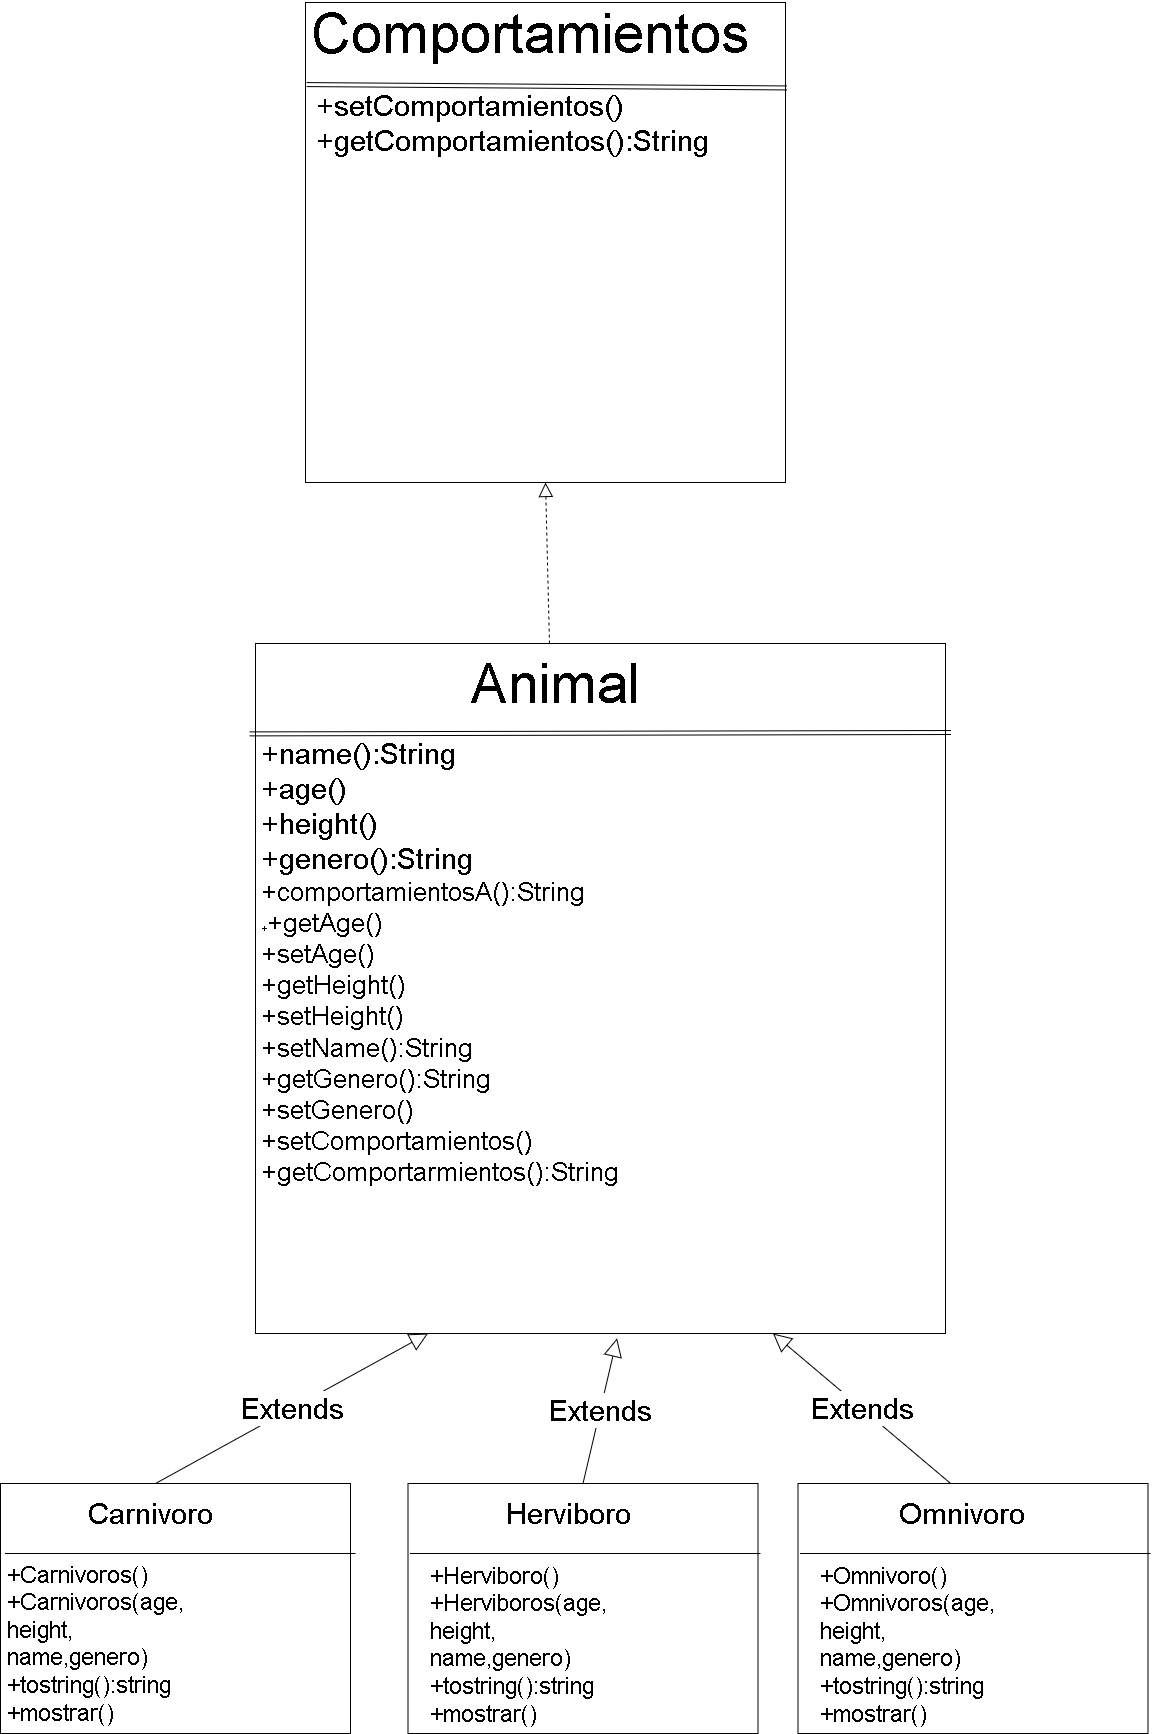 Comportamientos
+setComportamientos()
+getComportamientos():String
Animal
+name():String
+age()
+height()
+genero():String
+comportamientosA():String
++getAge()
+setAge()
+getHeight()
+setHeight()
+setName():String
+getGenero():String
+setGenero()
+setComportamientos()
+getComportarmientos():String
Extends
Extends
Extends
Carnivoro
+Carnivoros()
+Carnivoros(age,
height,
name,genero)
+tostring():string
+mostrar()
Herviboro
+Herviboro()
+Herviboros(age,
height,
name,genero)
+tostring():string
+mostrar()
Omnivoro
+Omnivoro()
+Omnivoros(age,
height,
name,genero)
+tostring():string
+mostrar()